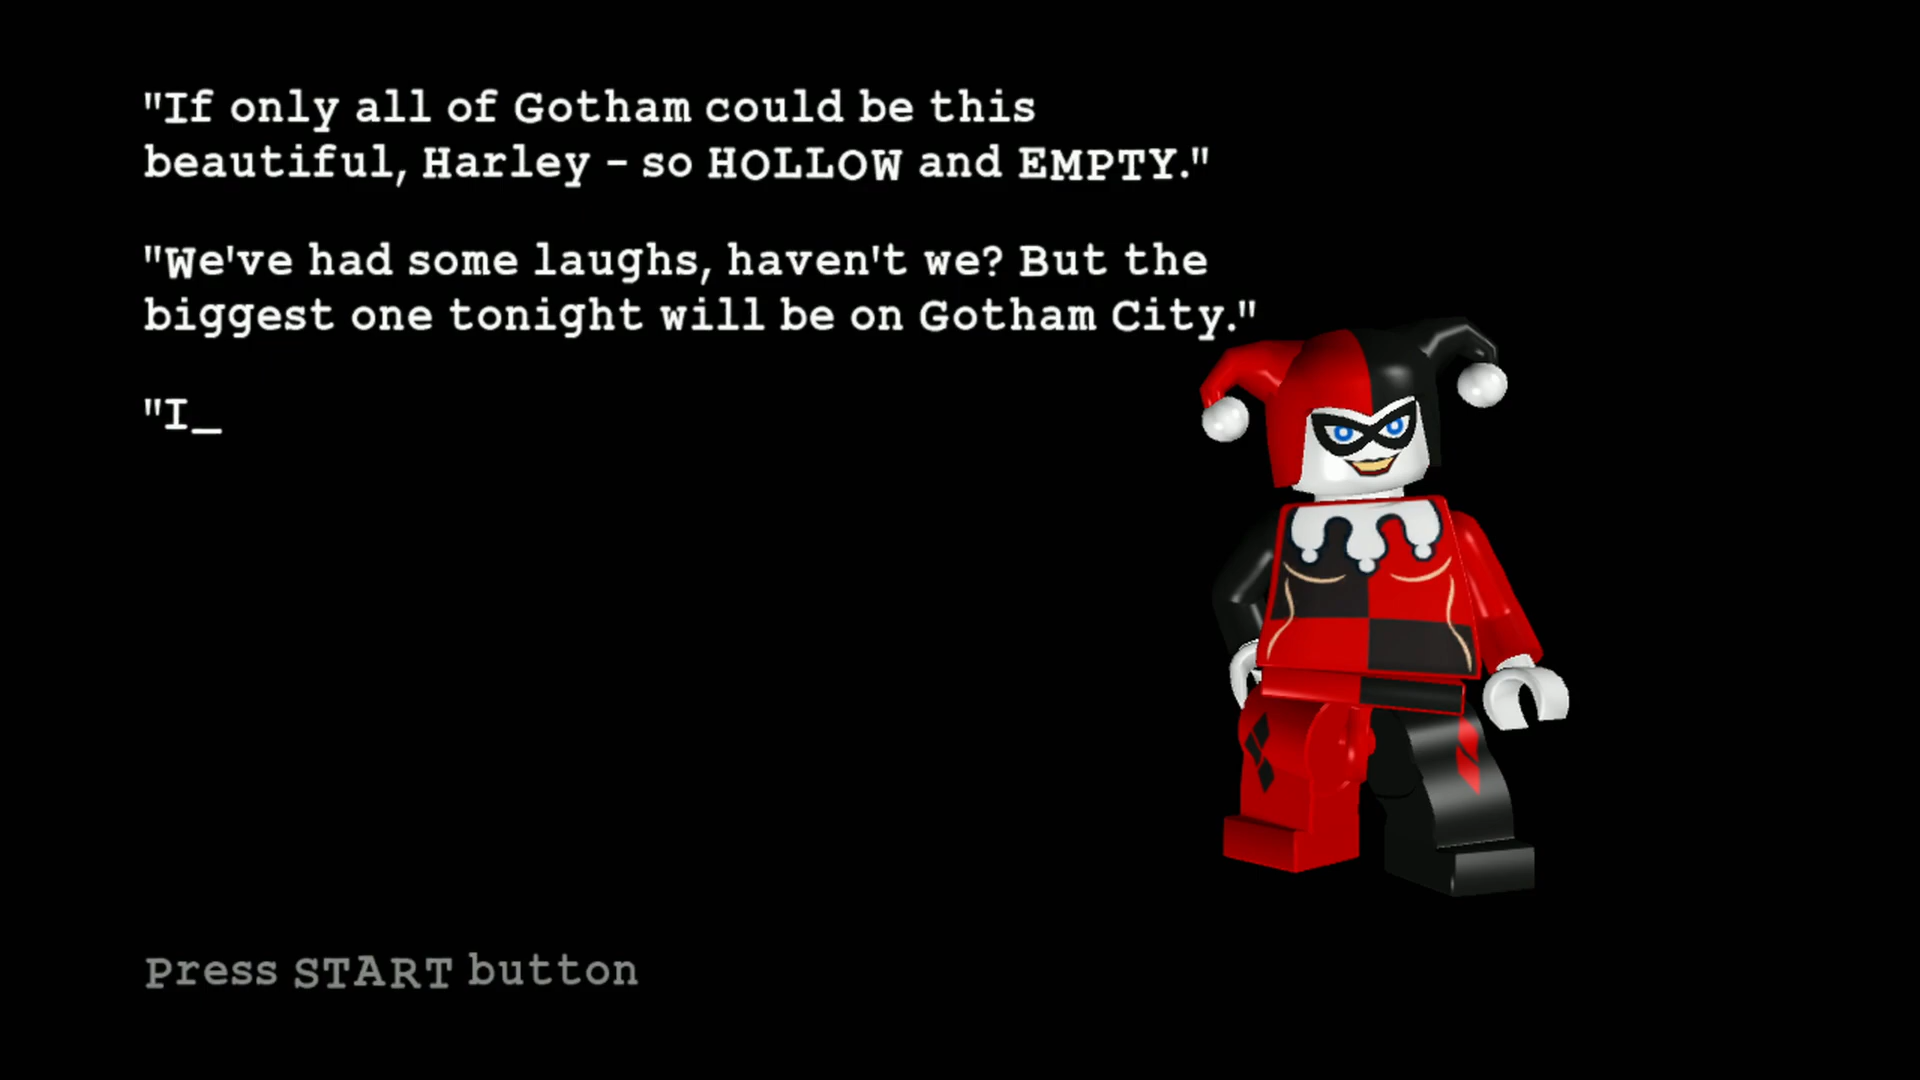 "If only all of Gotham could be this
beautiful, Harley - so HOLLOW and EMPTY."
"We've had some laughs, haven't we? But the
biggest one tonight will be on Gotham City."
"I_
Press START button